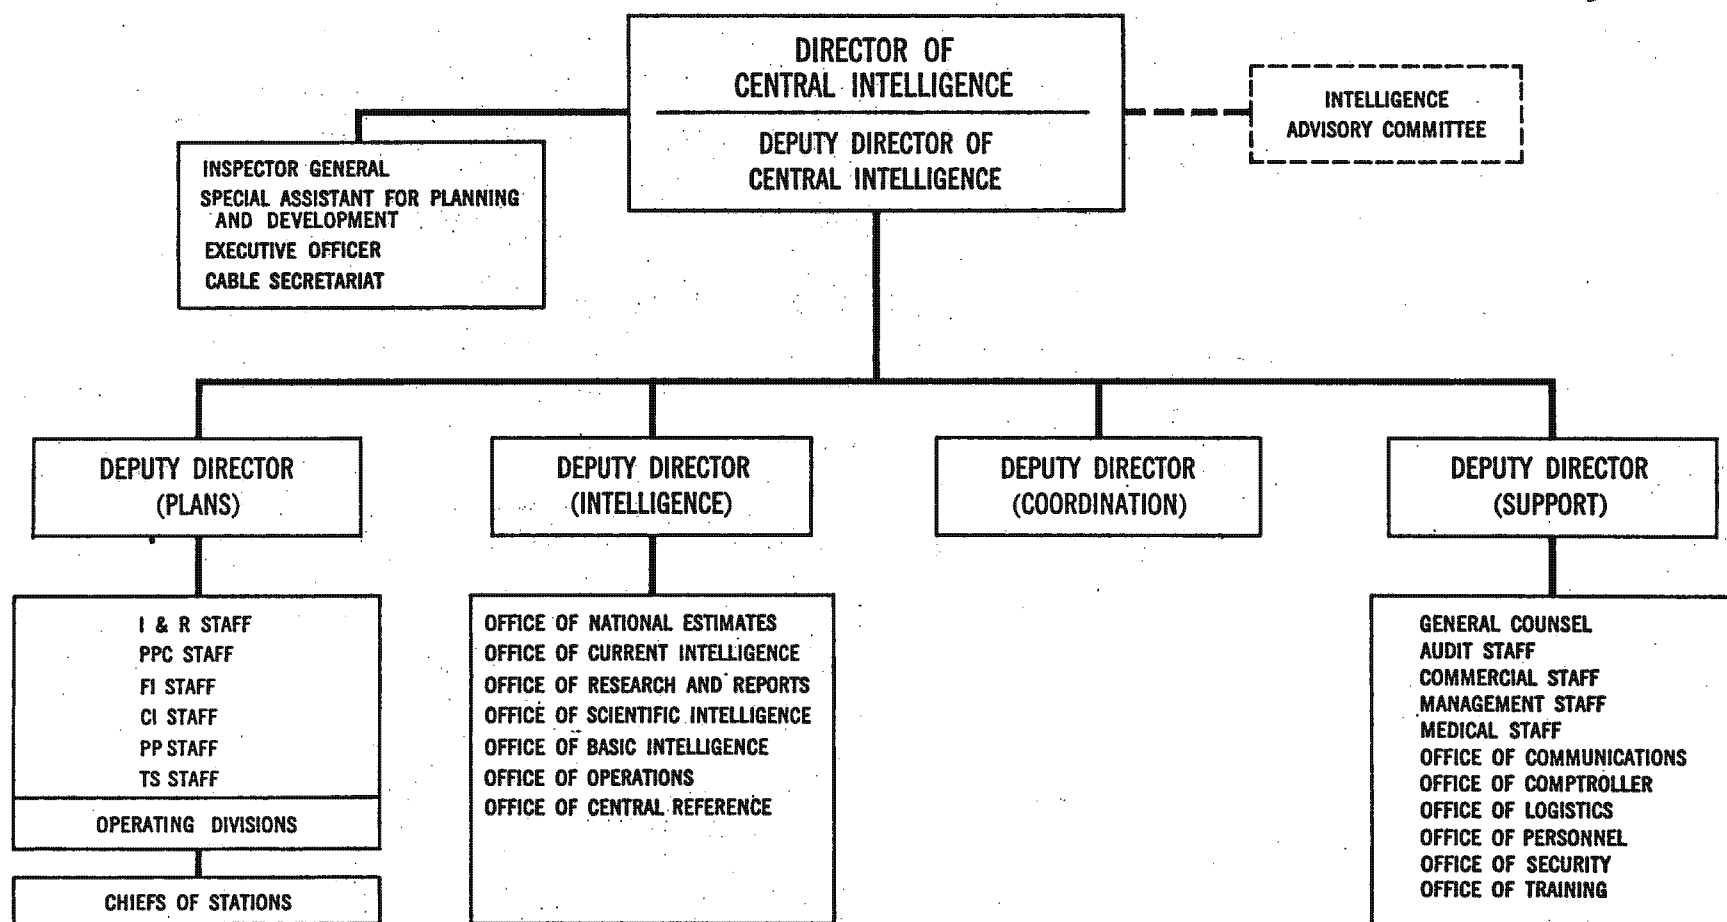 DIRECTOR OF
CENTRAL INTELLIGENCE
DEPUTY DIRECTOR OF
CENTRAL INTELLIGENCE
INTELLIGENCE
ADVISORY COMMITTEE
INSPECTOR GENERAL
SPECIAL ASSISTANT FOR PLANNING
AND DEVELOPMENT
EXECUTIVE OFFICER
CABLE SECRETARIAT
DEPUTY DIRECTOR
(PLANS)
DEPUTY DIRECTOR
(INTELLIGENCE)
DEPUTY DIRECTOR
(COORDINATION)
DEPUTY DIRECTOR
(SUPPORT)
I & R STAFF
PPC STAFF
FI STAFF
CI STAFF
PP STAFF
TS STAFF
OPERATING DIVISIONS
CHIEFS OF STATIONS
OFFICE OF NATIONAL ESTIMATES
OFFICE OF CURRENT INTELLIGENCE
OFFICE OF RESEARCH AND REPORTS
OFFICE OF SCIENTIFIC INTELLIGENCE
OFFICE OF BASIC INTELLIGENCE
OFFICE OF OPERATIONS
OFFICE OF CENTRAL REFERENCE
GENERAL COUNSEL
AUDIT STAFF
COMMERCIAL STAFF
MANAGEMENT STAFF
MEDICAL STAFF
OFFICE OF COMMUNICATIONS
OFFICE OF COMPTROLLER
OFFICE OF LOGISTICS
OFFICE OF PERSONNEL
OFFICE OF SECURITY
OFFICE OF TRAINING